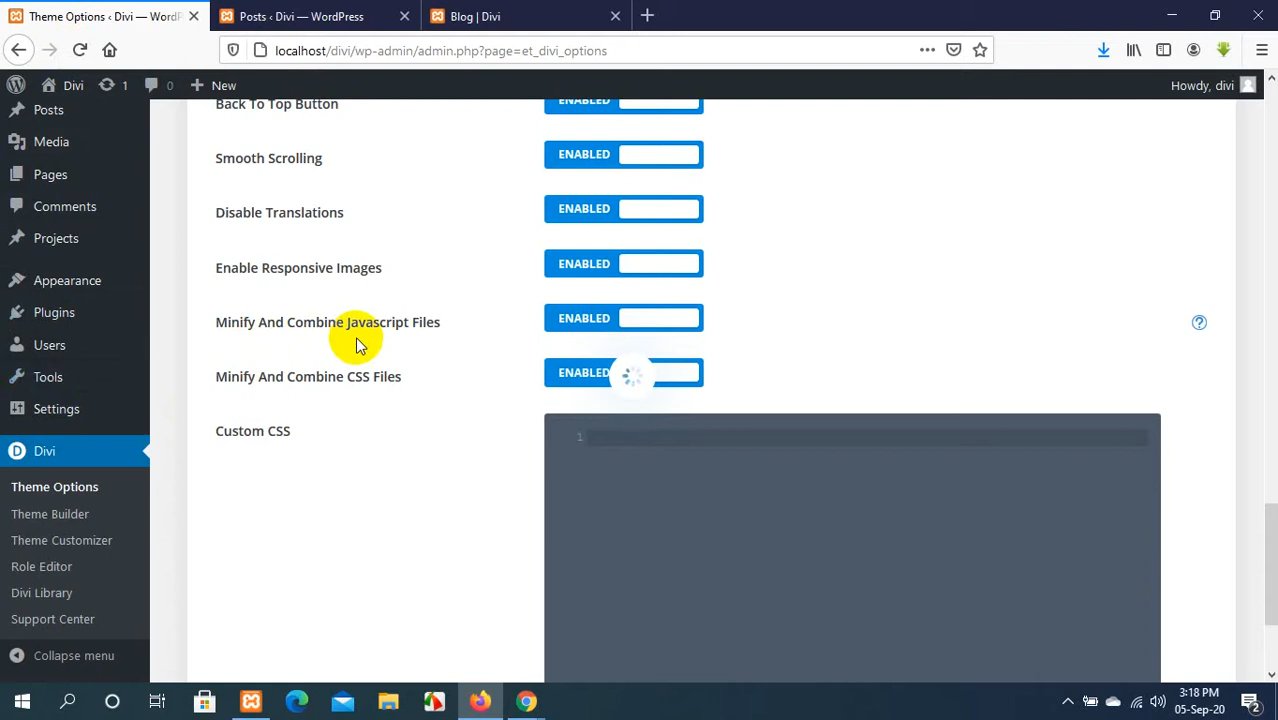 Theme Options ‹ Divi — WordPr
Posts ‹ Divi — WordPress
Blog | Divi
localhost/divi/wp-admin/admin.php?page=et_divi_options
Divi
1
0
New
Howdy, divi
Posts
Media
Pages
Comments
Projects
Appearance
Plugins
Users
Tools
Settings
Divi
Theme Options
Theme Builder
Theme Customizer
Role Editor
Divi Library
Support Center
Collapse menu
Back To Top Button
ENABLED
Smooth Scrolling
ENABLED
Disable Translations
ENABLED
Enable Responsive Images
ENABLED
Minify And Combine Javascript Files
ENABLED
?
Minify And Combine CSS Files
ENABLED
Custom CSS
1
3:18 PM
05-Sep-20
2